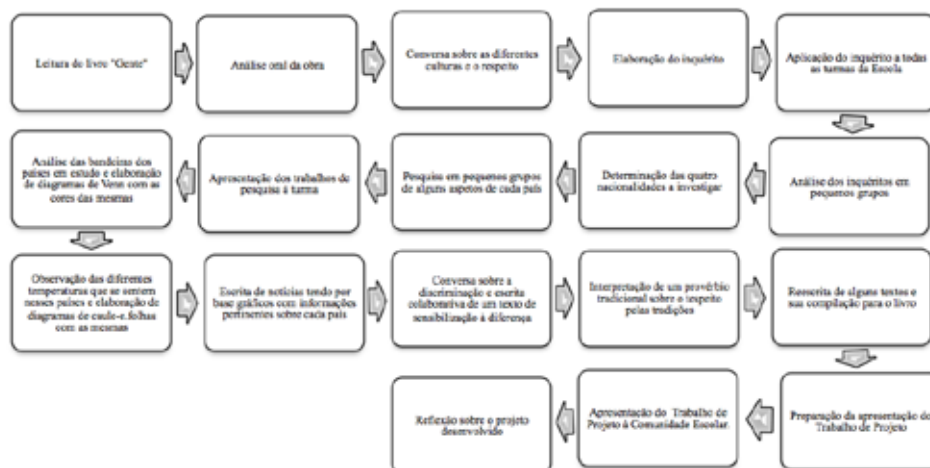 Leitura do livro "Gente"
Análise oral da obra
Conversa sobre as diferentes
culturas e o respeito
Elaboração do inquérito
Aplicação do inquérito a todas
as turmas da Escola
Análise dos inquéritos em
pequenos grupos
Determinação das quatro
nacionalidades a investigar
Pesquisa em pequenos grupos
de alguns aspetos de cada país
Apresentação dos trabalhos de
pesquisa à turma
Análise das bandeiras dos
países em estudo e elaboração
de diagramas de Venn com as
cores das mesmas
Observação das diferentes
temperaturas que se sentem
nesses países e elaboração de
diagramas de caule-e-folhas
com as mesmas
Escrita de notícias tendo por
base gráficos com informações
pertinentes sobre cada país
Conversa sobre a
discriminação e escrita
colaborativa de um texto de
sensibilização à diferença
Interpretação de um provérbio
tradicional sobre o respeito
pelas tradições
Reescrita de alguns textos e
sua compilação para o livro
Preparação da apresentação do
Trabalho de Projeto
Apresentação do Trabalho de
Projeto à Comunidade Escolar
Reflexão sobre o projeto
desenvolvido